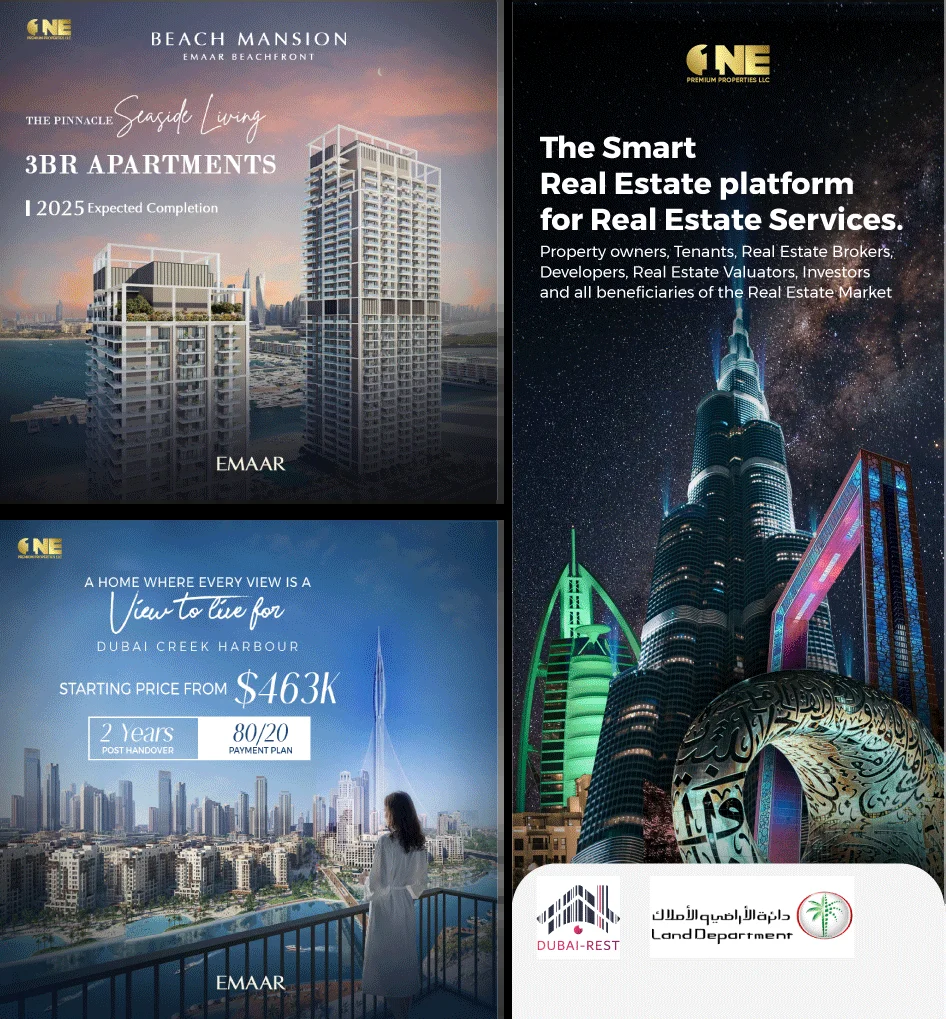 ONE
PREMIUM PROPERTIES LLC
BEACH MANSION
EMAAR BEACHFRONT
THE PINNACLE Seaside Living
3BR APARTMENTS
2025 Expected Completion
EMAAR
ONE
PREMIUM PROPERTIES LLC
A HOME WHERE EVERY VIEW IS A
View to live for
DUBAI CREEK HARBOUR
STARTING PRICE FROM $463K
2 Years
POST HANDOVER
80/20
PAYMENT PLAN
EMAAR
ONE
PREMIUM PROPERTIES LLC
The Smart
Real Estate platform
for Real Estate Services.
Property owners, Tenants, Real Estate Brokers,
Developers, Real Estate Valuators, Investors
and all beneficiaries of the Real Estate Market
DUBAI-REST
دائرة الأراضي والأملاك
Land Department